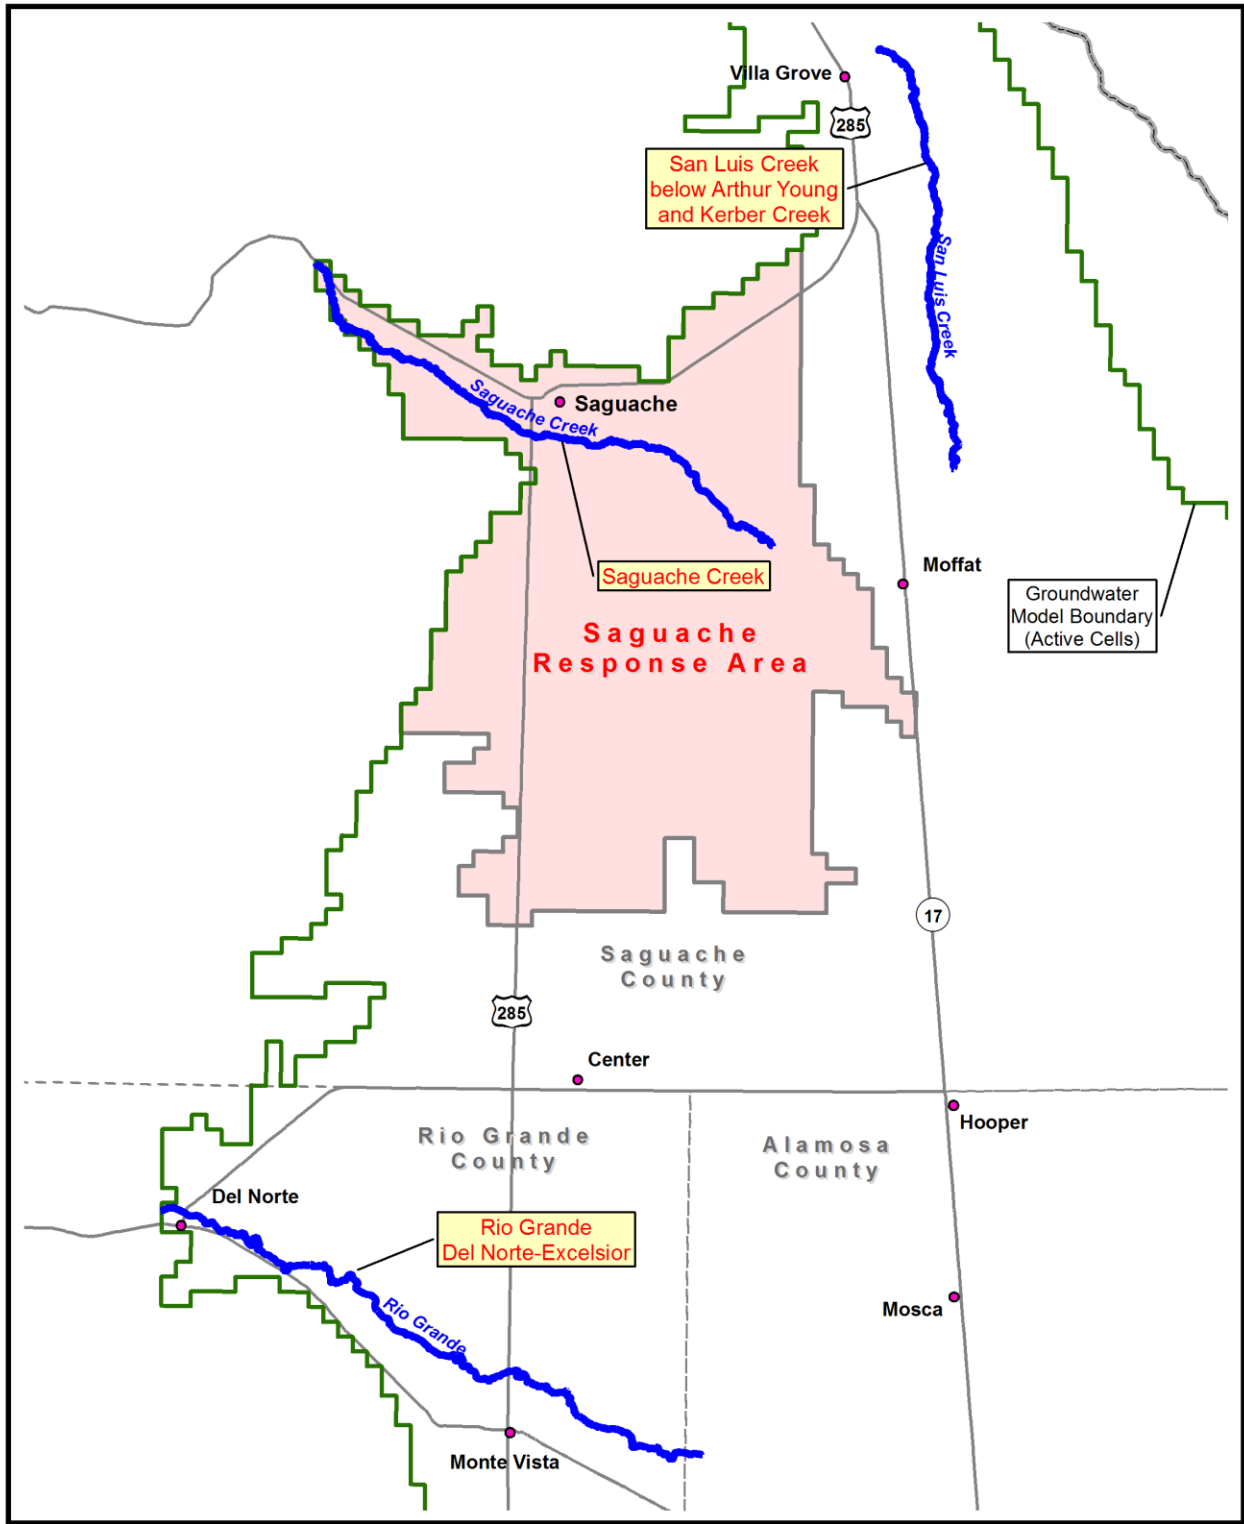 Villa Grove
285
San Luis Creek
below Arthur Young
and Kerber Creek
San Luis Creek
Saguache Creek
Saguache
Saguache Creek
Moffat
Groundwater
Model Boundary
(Active Cells)
Saguache
Response Area
17
Saguache
County
285
Center
Hooper
Rio Grande
County
Alamosa
County
Del Norte
Rio Grande
Del Norte-Excelsior
Rio Grande
Mosca
Monte Vista